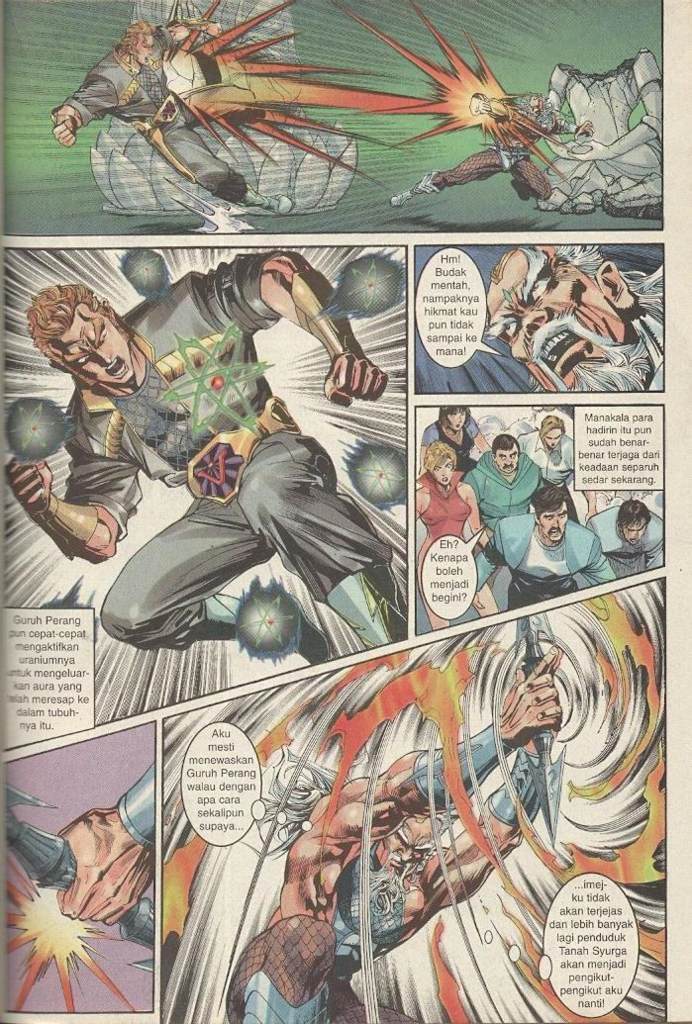 Hm!
Budak
mentah,
nampaknya
hikmat kau
pun tidak
sampai ke
mana!
Manakala para
hadirin itu pun
sudah benar-
benar terjaga dari
keadaan separuh
sedar sekarang.
Eh?
Kenapa
boleh
menjadi
begini?
Guruh Perang
pun cepat-cepat
mengaktifkan
uraniumnya
untuk mengeluar-
kan aura yang
telah meresap ke
dalam tubuh-
nya itu.
Aku
mesti
menewaskan
Guruh Perang
walau dengan
apa cara
sekalipun
supaya...
...imej-
ku tidak
akan terjejas
dan lebih banyak
lagi penduduk
Tanah Syurga
akan menjadi
pengikut-
pengikut aku
nanti!